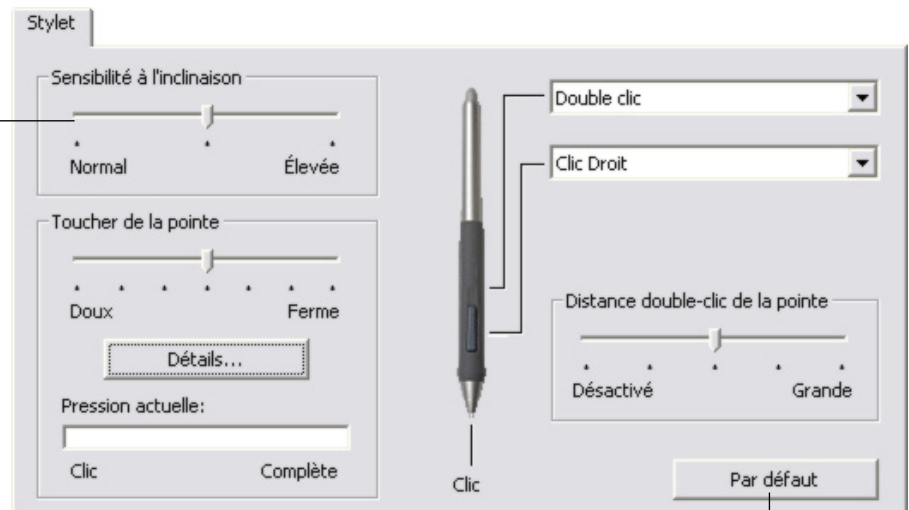 Stylet
Sensibilité à l'inclinaison
Normal Élevée
Toucher de la pointe
Doux Ferme
Détails...
Pression actuelle:
Clic Complète
Double clic
Clic Droit
Clic
Distance double-clic de la pointe
Désactivé Grande
Par défaut